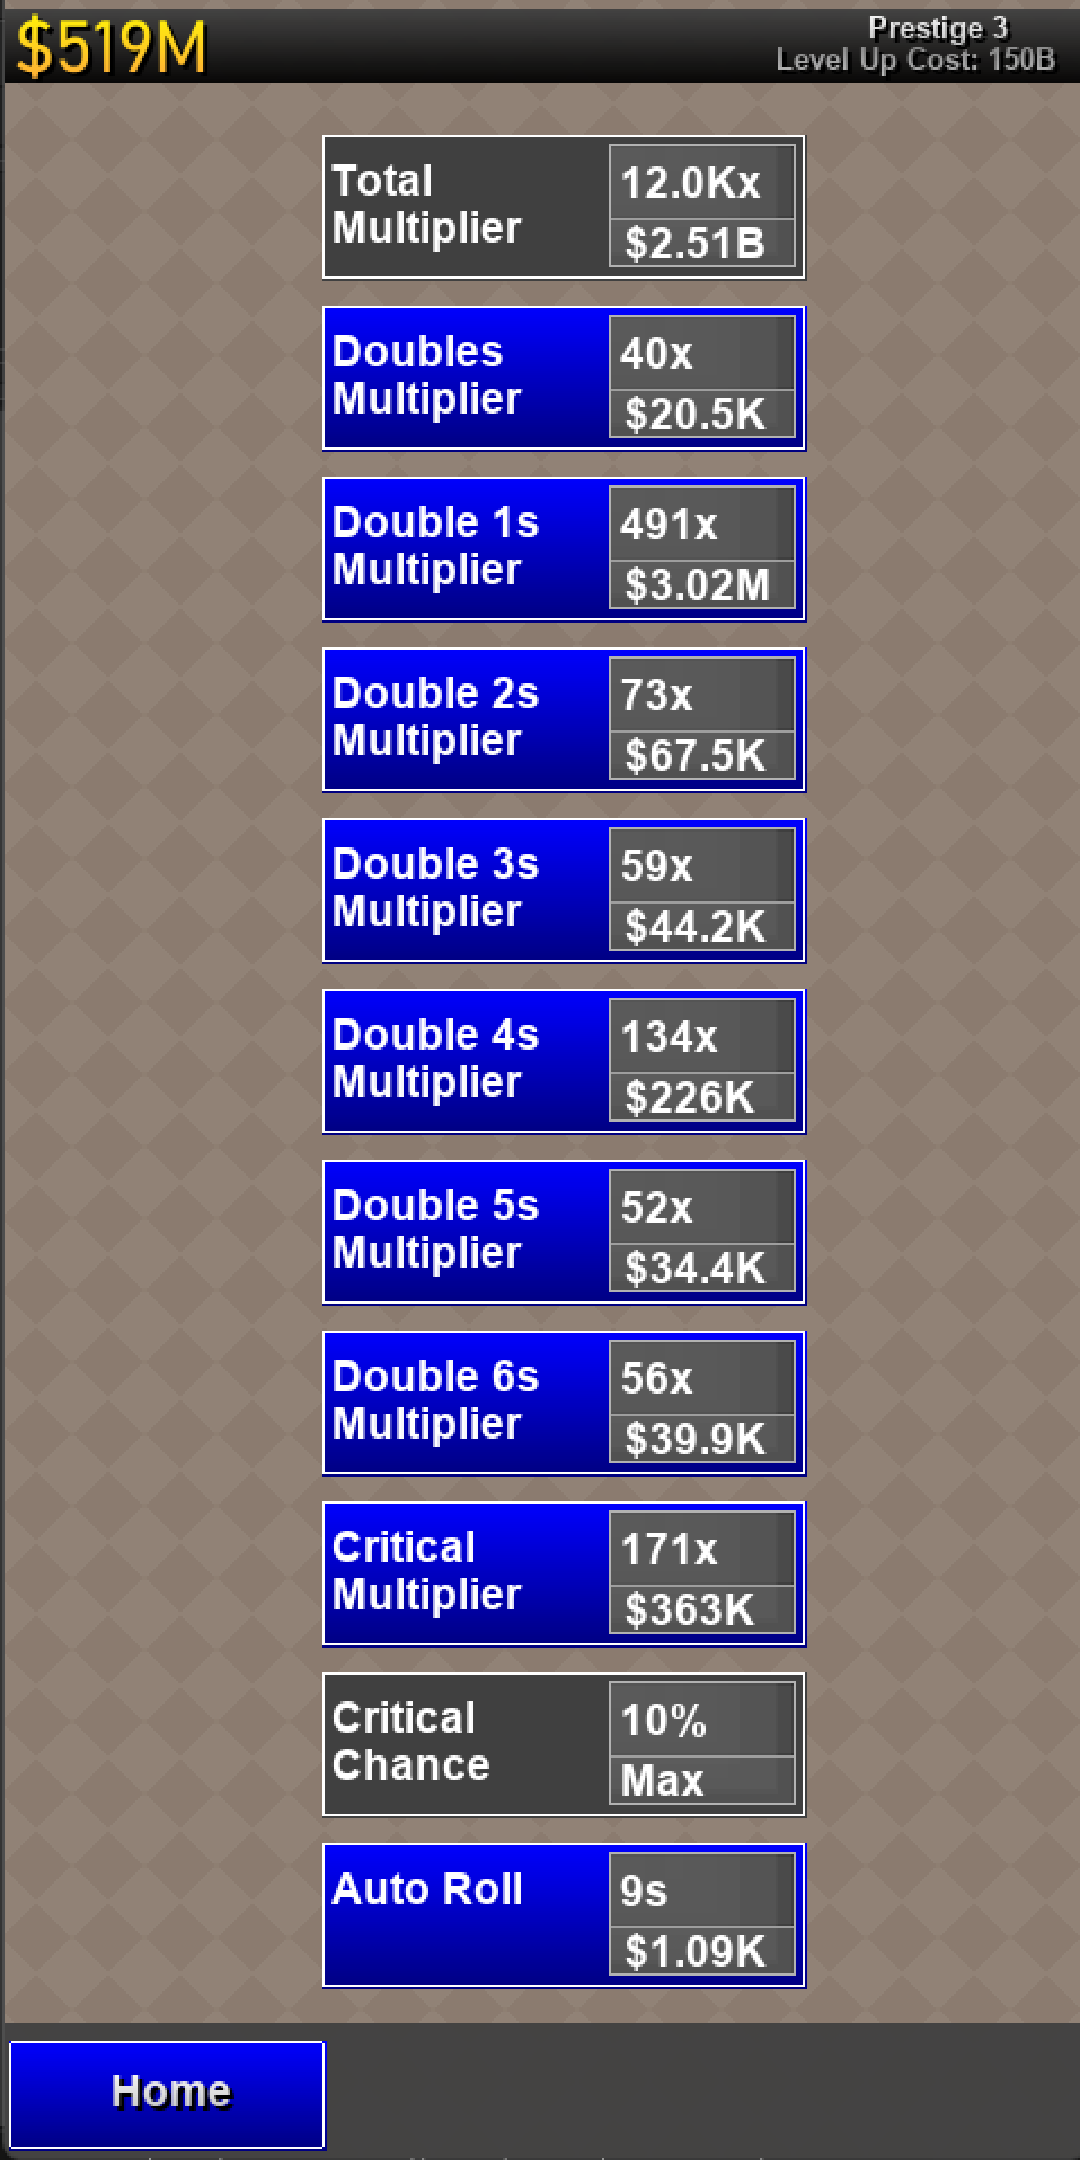 $519M
Prestige 3
Level Up Cost: 150B
Total
Multiplier
12.0Kx
$2.51B
Doubles
Multiplier
40x
$20.5K
Double 1s
Multiplier
491x
$3.02M
Double 2s
Multiplier
73x
$67.5K
Double 3s
Multiplier
59x
$44.2K
Double 4s
Multiplier
134x
$226K
Double 5s
Multiplier
52x
$34.4K
Double 6s
Multiplier
56x
$39.9K
Critical
Multiplier
171x
$363K
Critical
Chance
10%
Max
Auto Roll
9s
$1.09K
Home